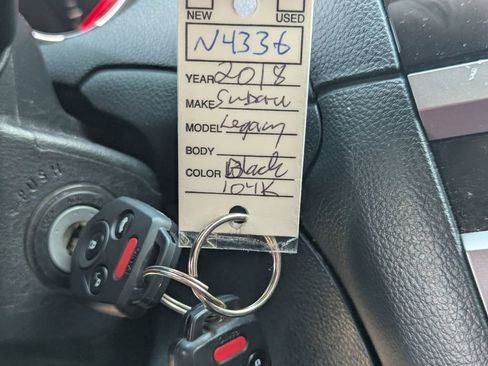 NEW USED
N4336
YEAR 2018
MAKE Subaru
MODEL Legacy
BODY
COLOR Black
104K
PUSH